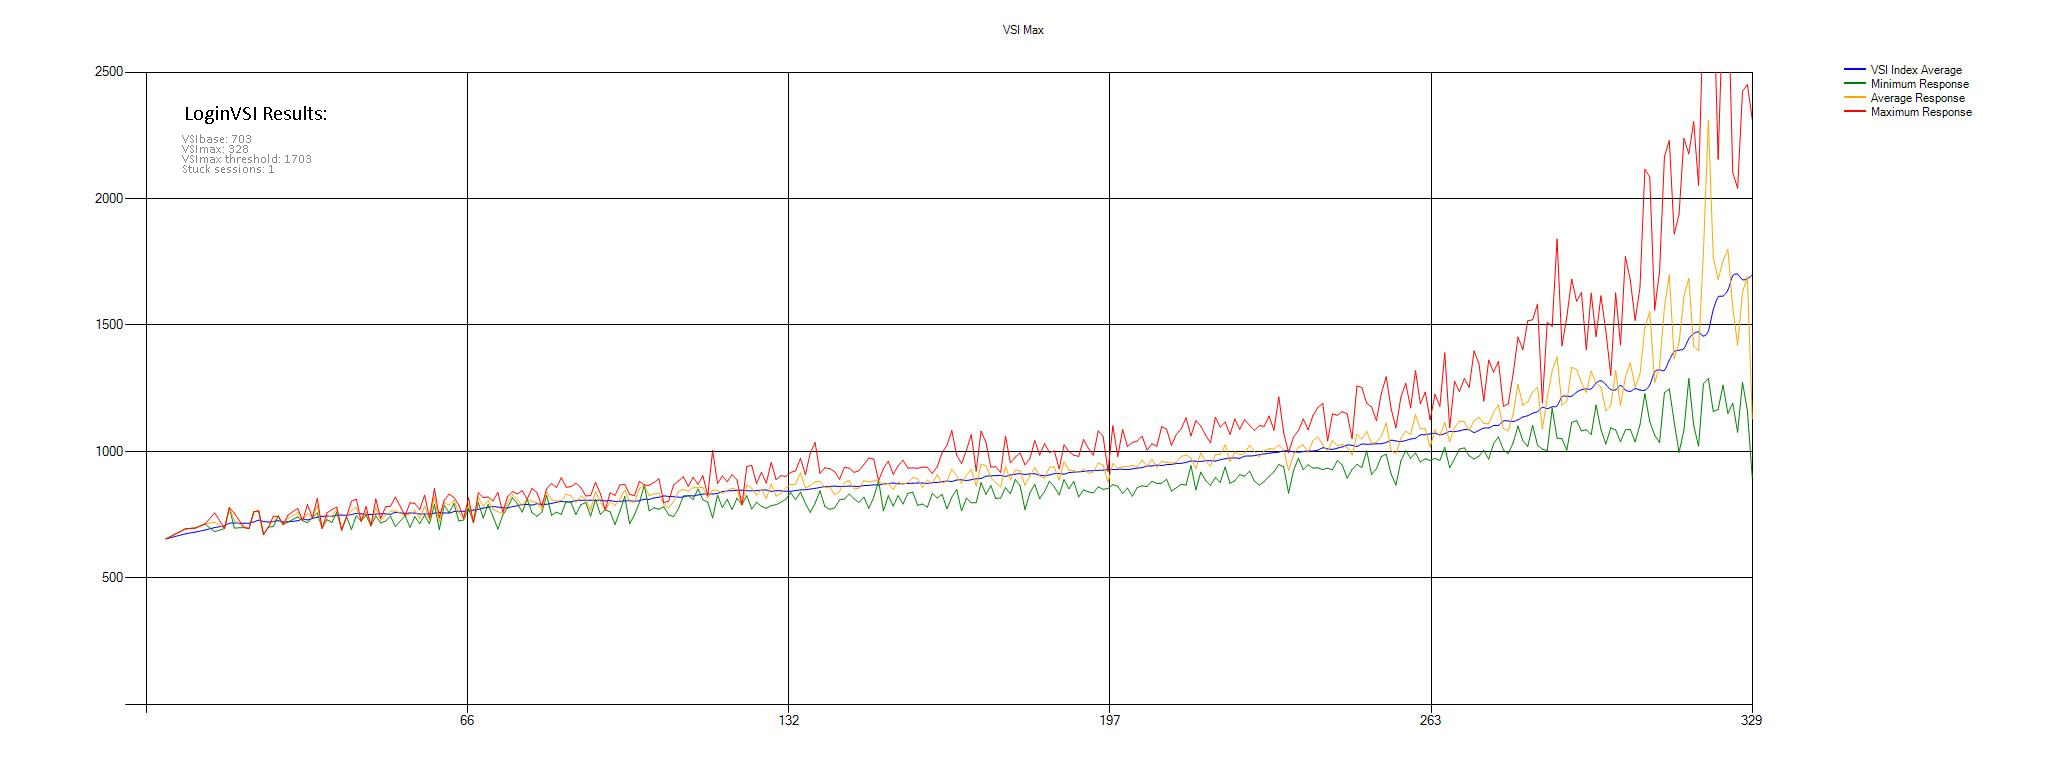 VSI Max
2500
2000
1500
1000
500
LoginVSI Results:
VSIbase: 703
VSImax: 328
VSImax threshold: 1703
Stuck sessions: 1
VSI Index Average
Minimum Response
Average Response
Maximum Response
66
132
197
263
329